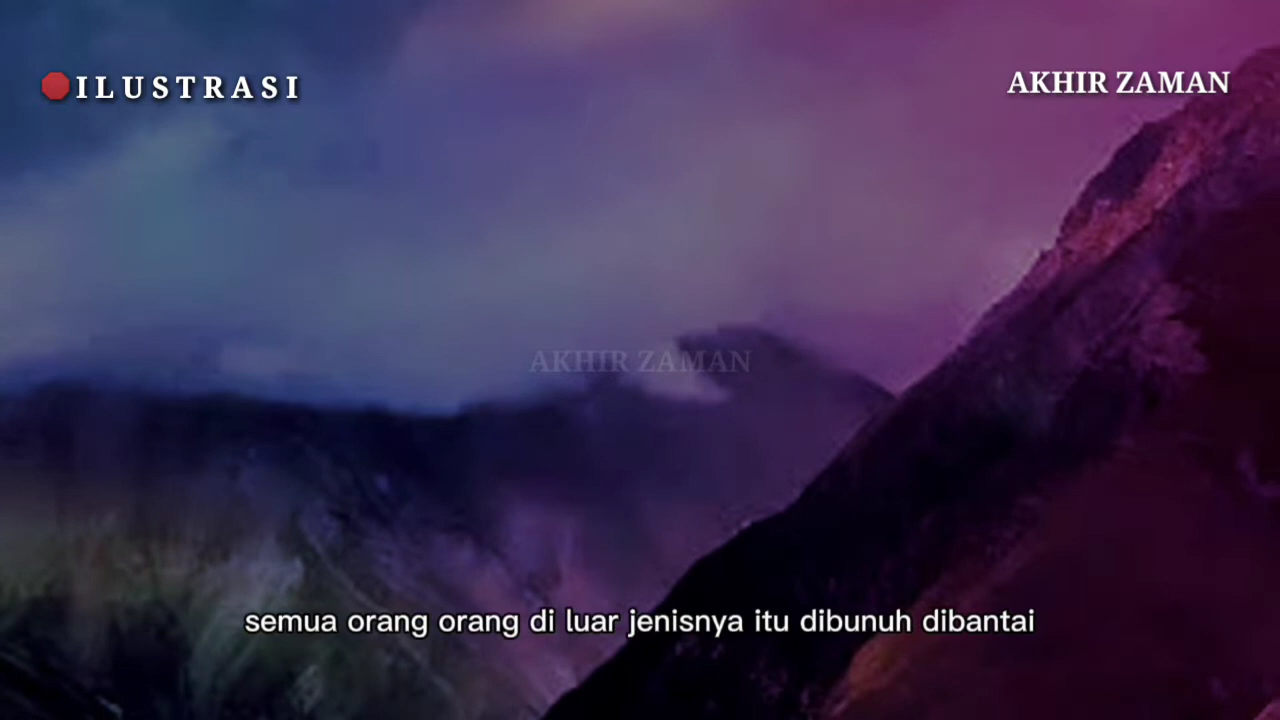 ILUSTRASI
AKHIR ZAMAN
AKHIR ZAMAN
semua orang orang di luar jenisnya itu dibunuh dibantai